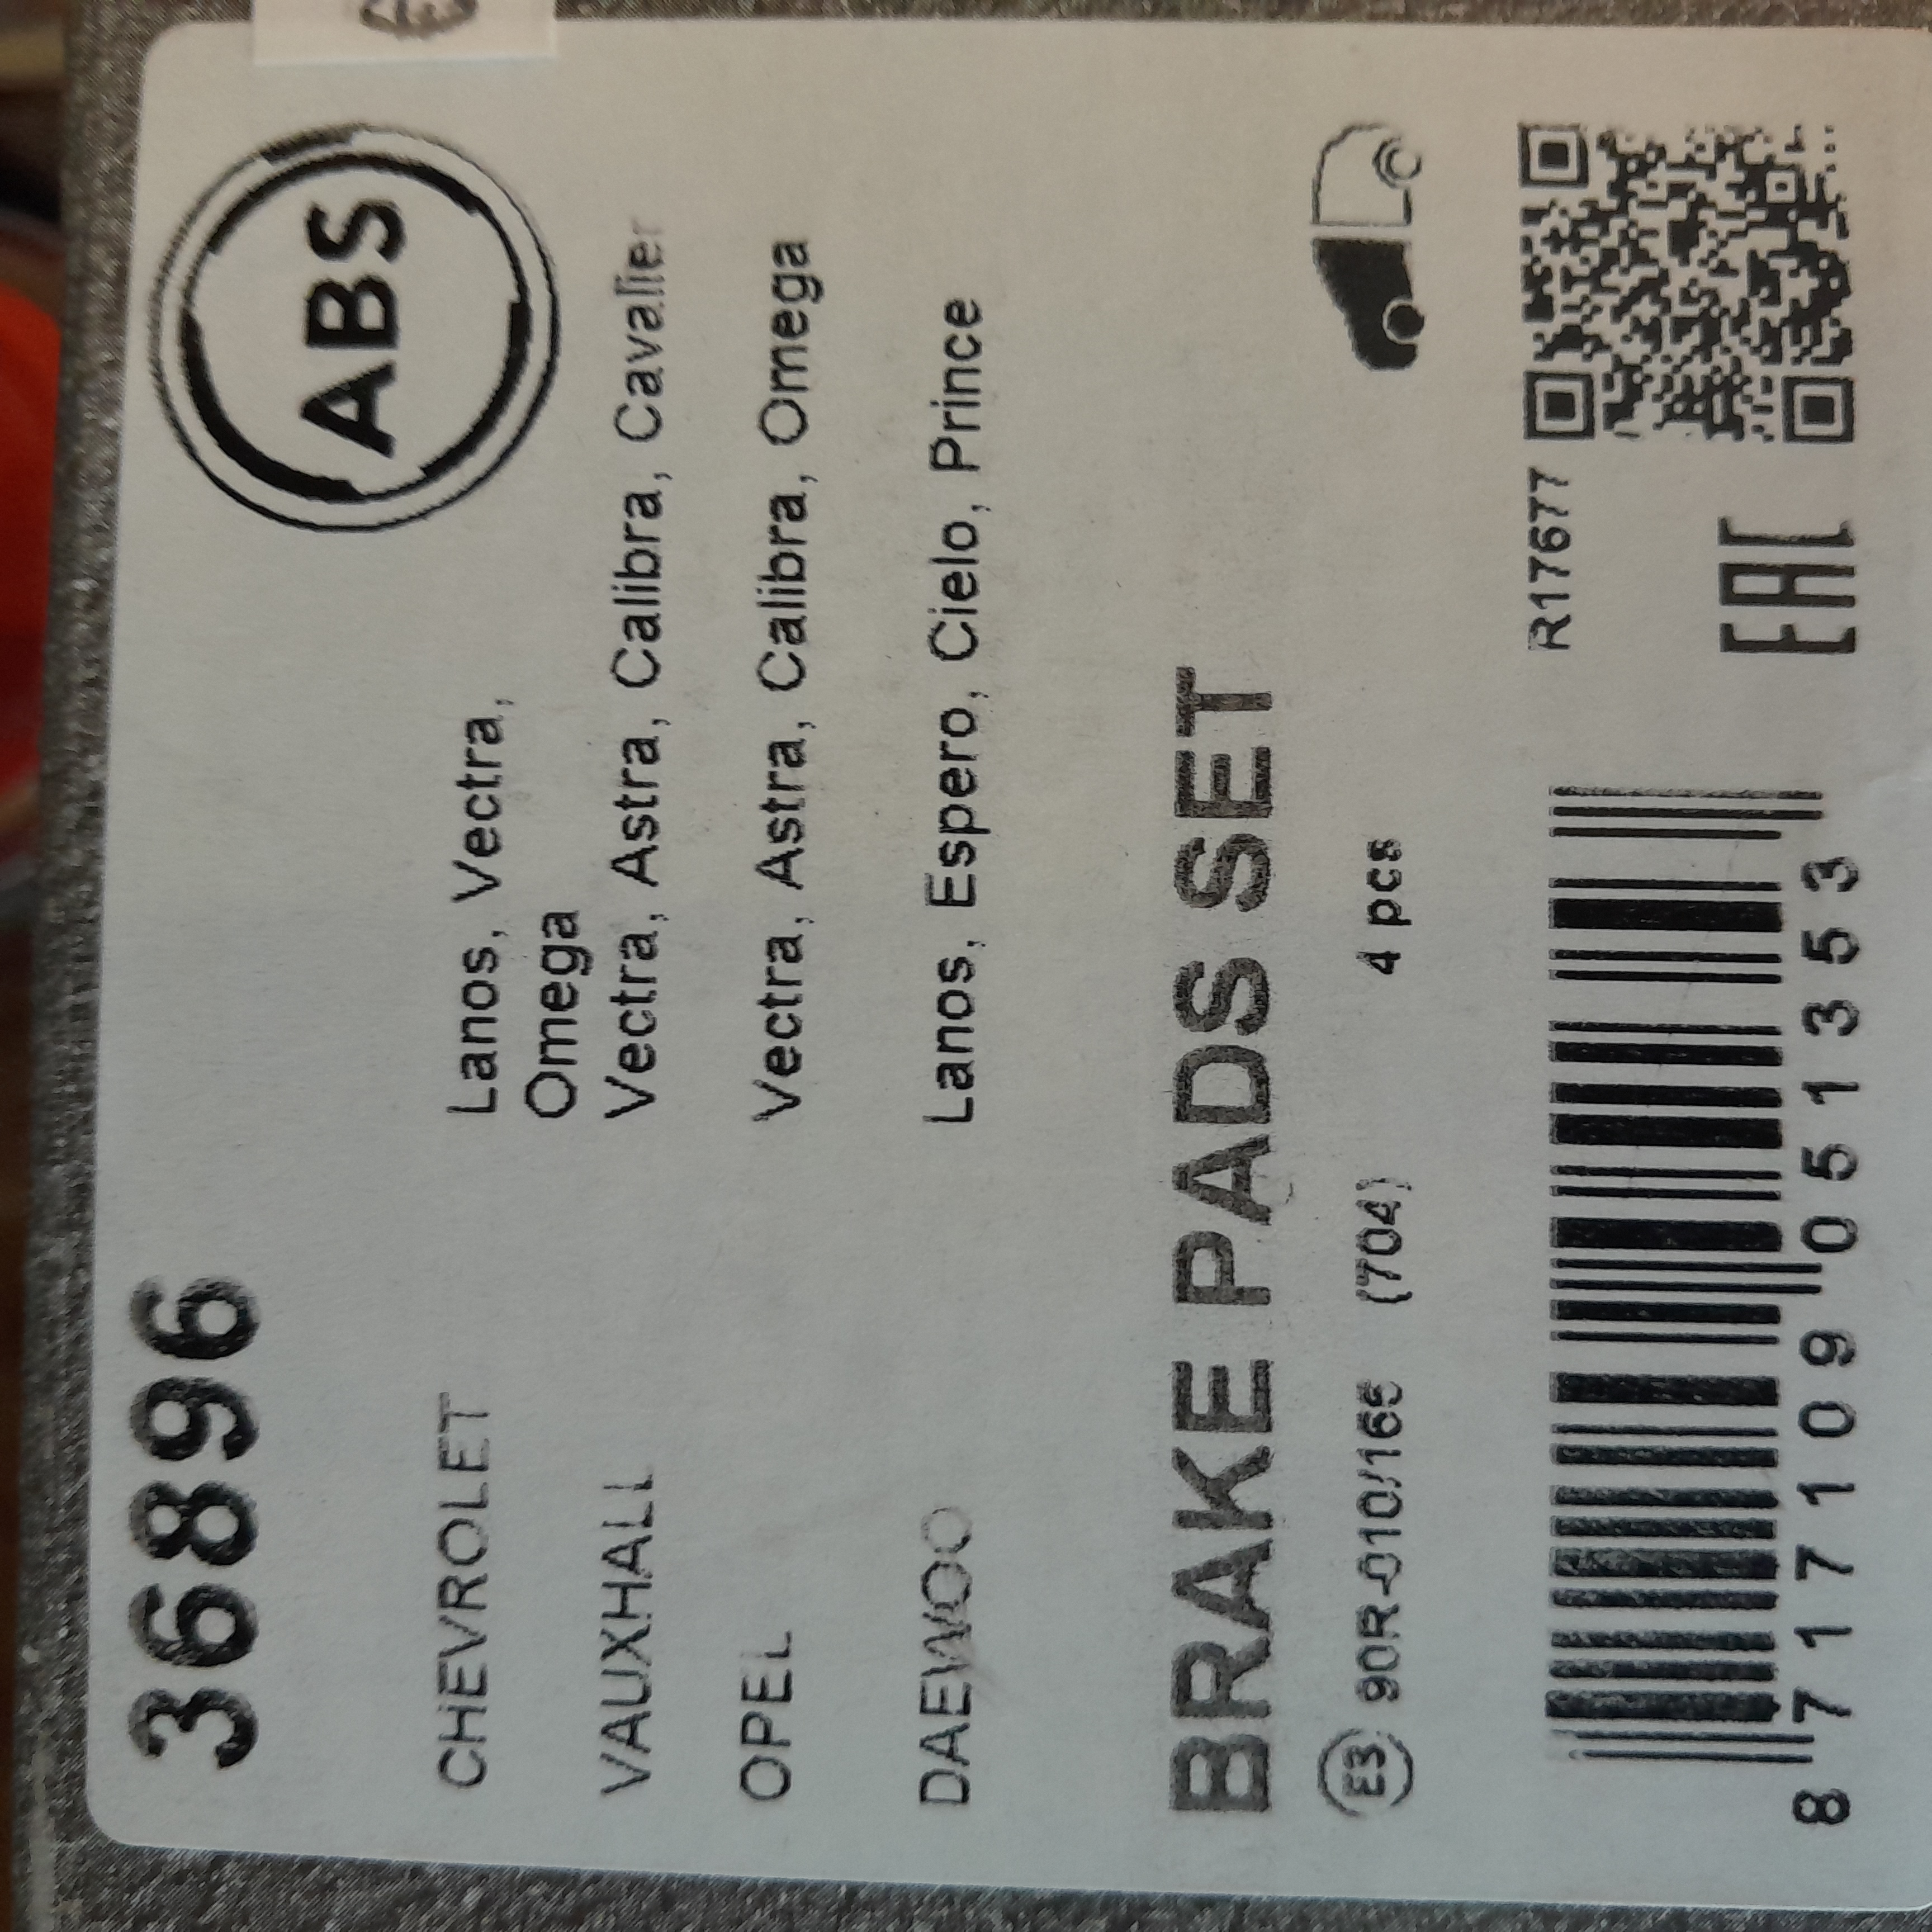 36896
ABS
CHEVROLET Lanos, Vectra,
Omega
VAUXHALL Vectra, Astra, Calibra, Cavalier
OPEL Vectra, Astra, Calibra, Omega
DAEWOO Lanos, Espero, Cielo, Prince
BRAKE PADS SET
E3 90R-010/165 (704) 4 pcs
R17677
EAC
8 717109 051353